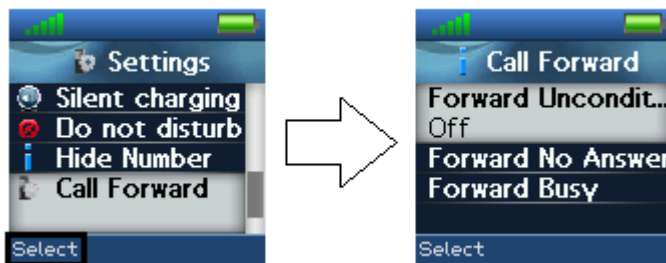 Settings
Silent charging
Do not disturb
Hide Number
Call Forward
Select
Call Forward
Forward Uncondit...
Off
Forward No Answer
Forward Busy
Select